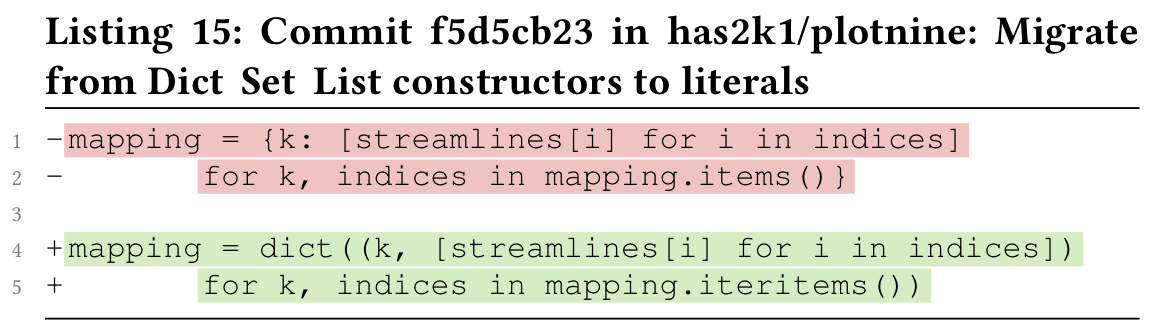 Listing 15: Commit f5d5cb23 in has2k1/plotnine: Migrate
from Dict Set List constructors to literals
1 -mapping = {k: [streamlines[i] for i in indices]
2 -       for k, indices in mapping.items()}
3
4 +mapping = dict((k, [streamlines[i] for i in indices])
5 +       for k, indices in mapping.iteritems())